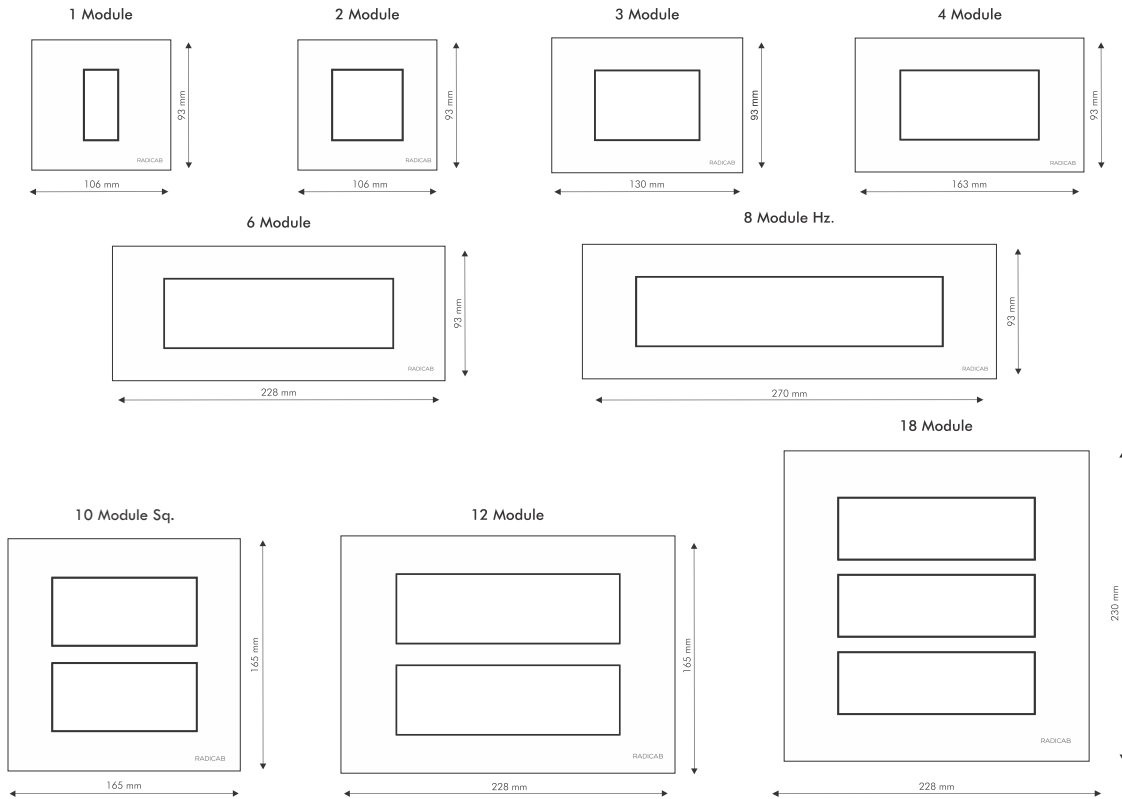 1 Module
2 Module
3 Module
4 Module
93 mm
93 mm
93 mm
93 mm
RADICAB
RADICAB
RADICAB
RADICAB
106 mm
106 mm
130 mm
163 mm
6 Module
8 Module Hz.
93 mm
93 mm
RADICAB
RADICAB
228 mm
270 mm
18 Module
10 Module Sq.
12 Module
165 mm
165 mm
230 mm
RADICAB
RADICAB
RADICAB
165 mm
228 mm
228 mm